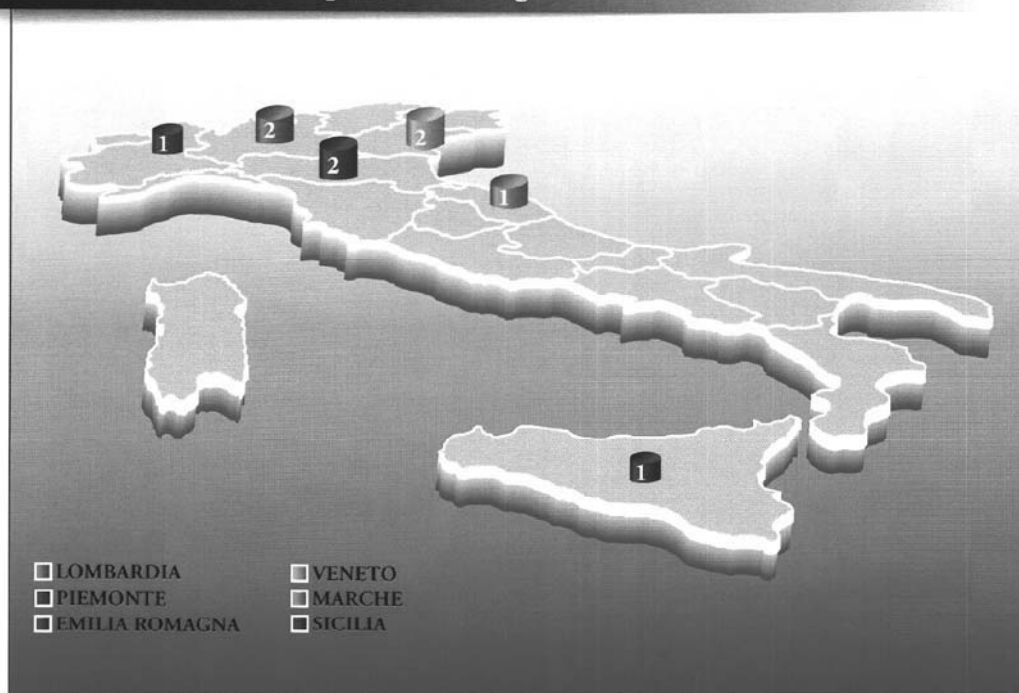 1
2
2
2
1
1
LOMBARDIA
PIEMONTE
EMILIA ROMAGNA
VENETO
MARCHE
SICILIA